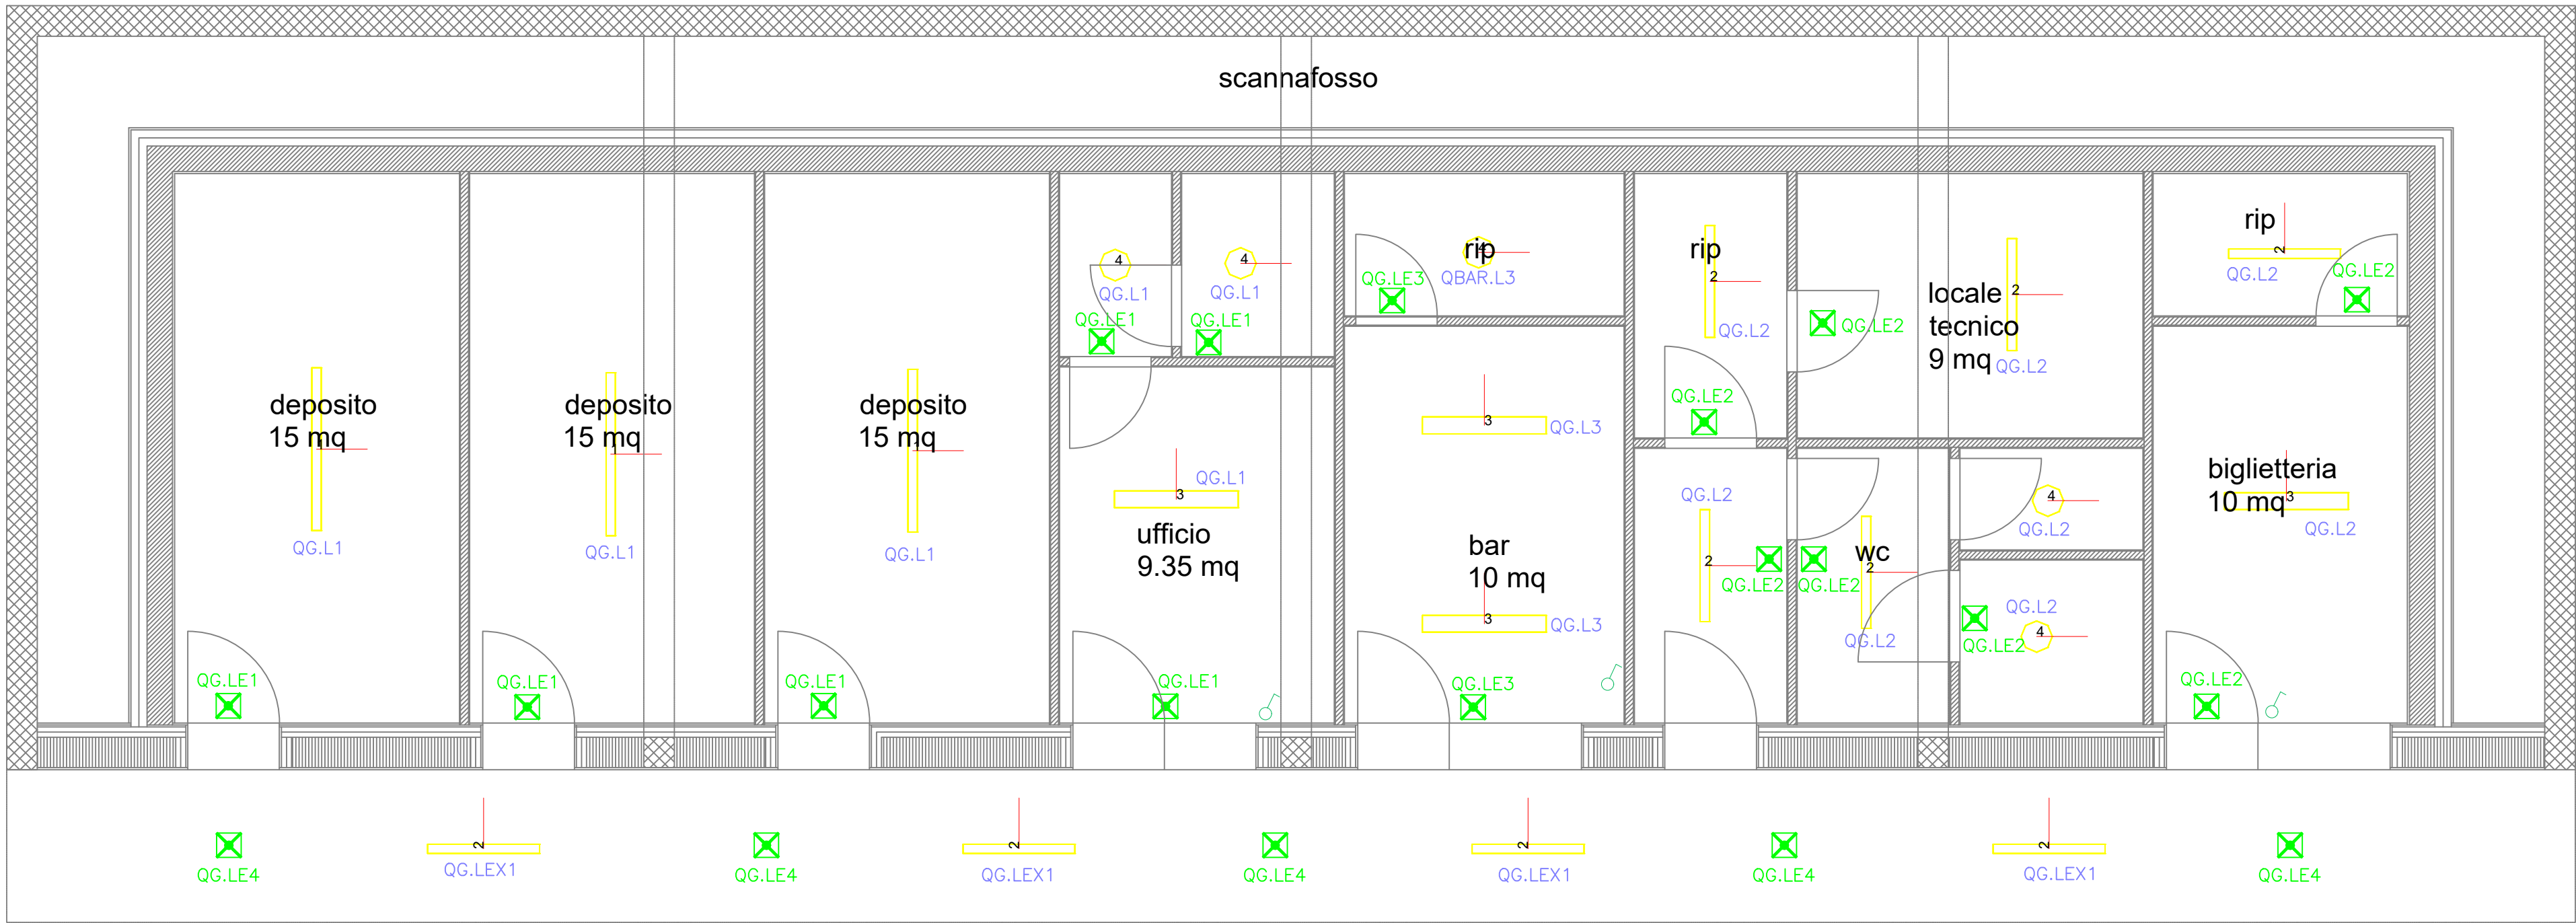 scannafosso
rip
2
QG.L2
QG.LE2
4
QG.L1
QG.LE1
4
QG.L1
QG.LE1
rip
4
QBAR.L3
QG.LE3
rip
2
QG.L2
QG.LE2
locale
tecnico
9 mq
2
QG.L2
QG.LE2
deposito
15 mq
1
QG.L1
QG.LE1
deposito
15 mq
1
QG.L1
QG.LE1
deposito
15 mq
1
QG.L1
QG.LE1
3
QG.L1
ufficio
9.35 mq
QG.LE1
3
QG.L3
bar
10 mq
3
QG.L3
QG.LE3
QG.L2
2
QG.LE2
wc
2
QG.LE2
QG.L2
4
QG.L2
QG.L2
4
QG.LE2
biglietteria
10 mq
3
QG.L2
QG.LE2
QG.LE4
2
QG.LEX1
QG.LE4
2
QG.LEX1
QG.LE4
2
QG.LEX1
QG.LE4
2
QG.LEX1
QG.LE4